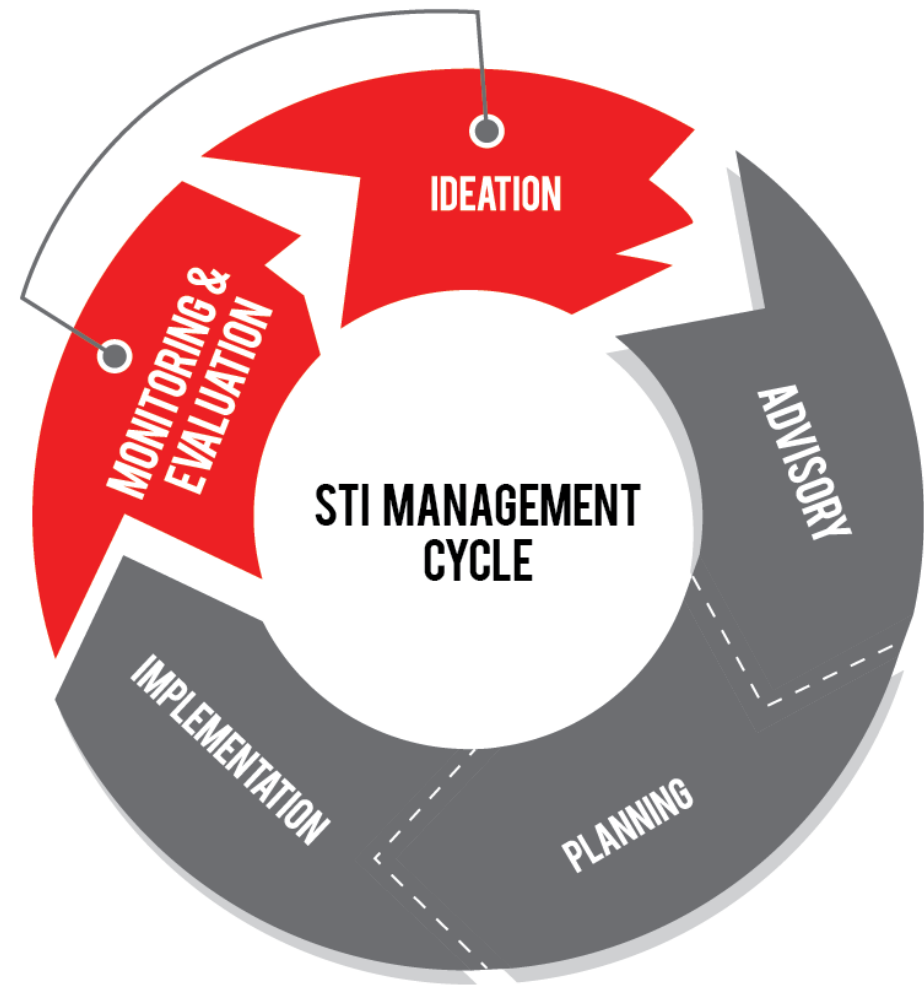 IDEATION
ADVISORY
PLANNING
IMPLEMENTATION
MONITORING &
EVALUATION
STI MANAGEMENT
CYCLE